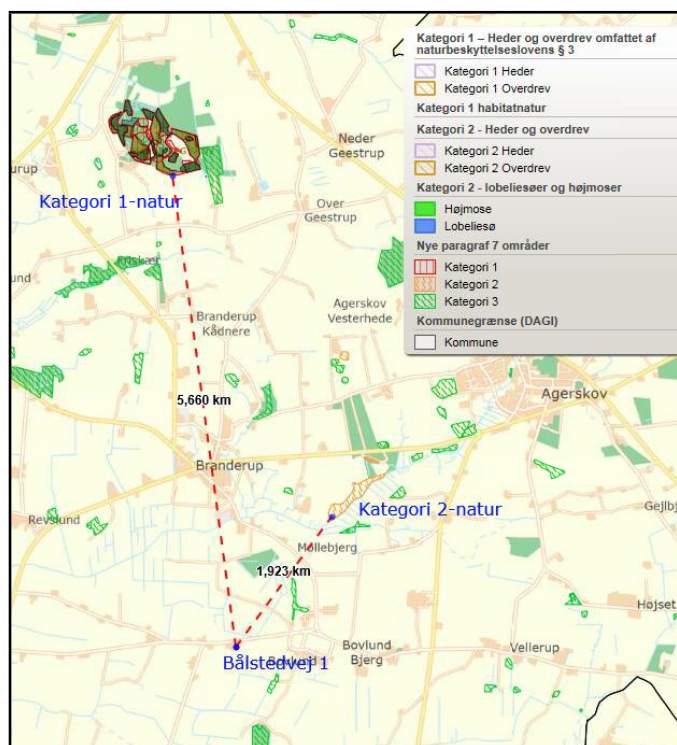 Kategori 1 – Heder og overdrev omfattet af
naturbeskyttelseslovens § 3
Kategori 1 Heder
Kategori 1 Overdrev
Kategori 1 habitatnatur
Kategori 2 - Heder og overdrev
Kategori 2 Heder
Kategori 2 Overdrev
Kategori 2 - lobeliesøer og højmoser
Højmose
Lobeliesø
Nye paragraf 7 områder
Kategori 1
Kategori 2
Kategori 3
Kommunegrænse (DAGI)
Kommune
Neder
Geestrup
Kategori 1-natur
Over
Geestrup
Branderup
Kådnere
Agerskov
Vesterhede
Agerskov
5,660 km
Branderup
Kategori 2-natur
Revslund
Gejlbj
Mollebjerg
1,923 km
Højset
Bovlund
Bjerg
Vellerup
Bålstedvej 1